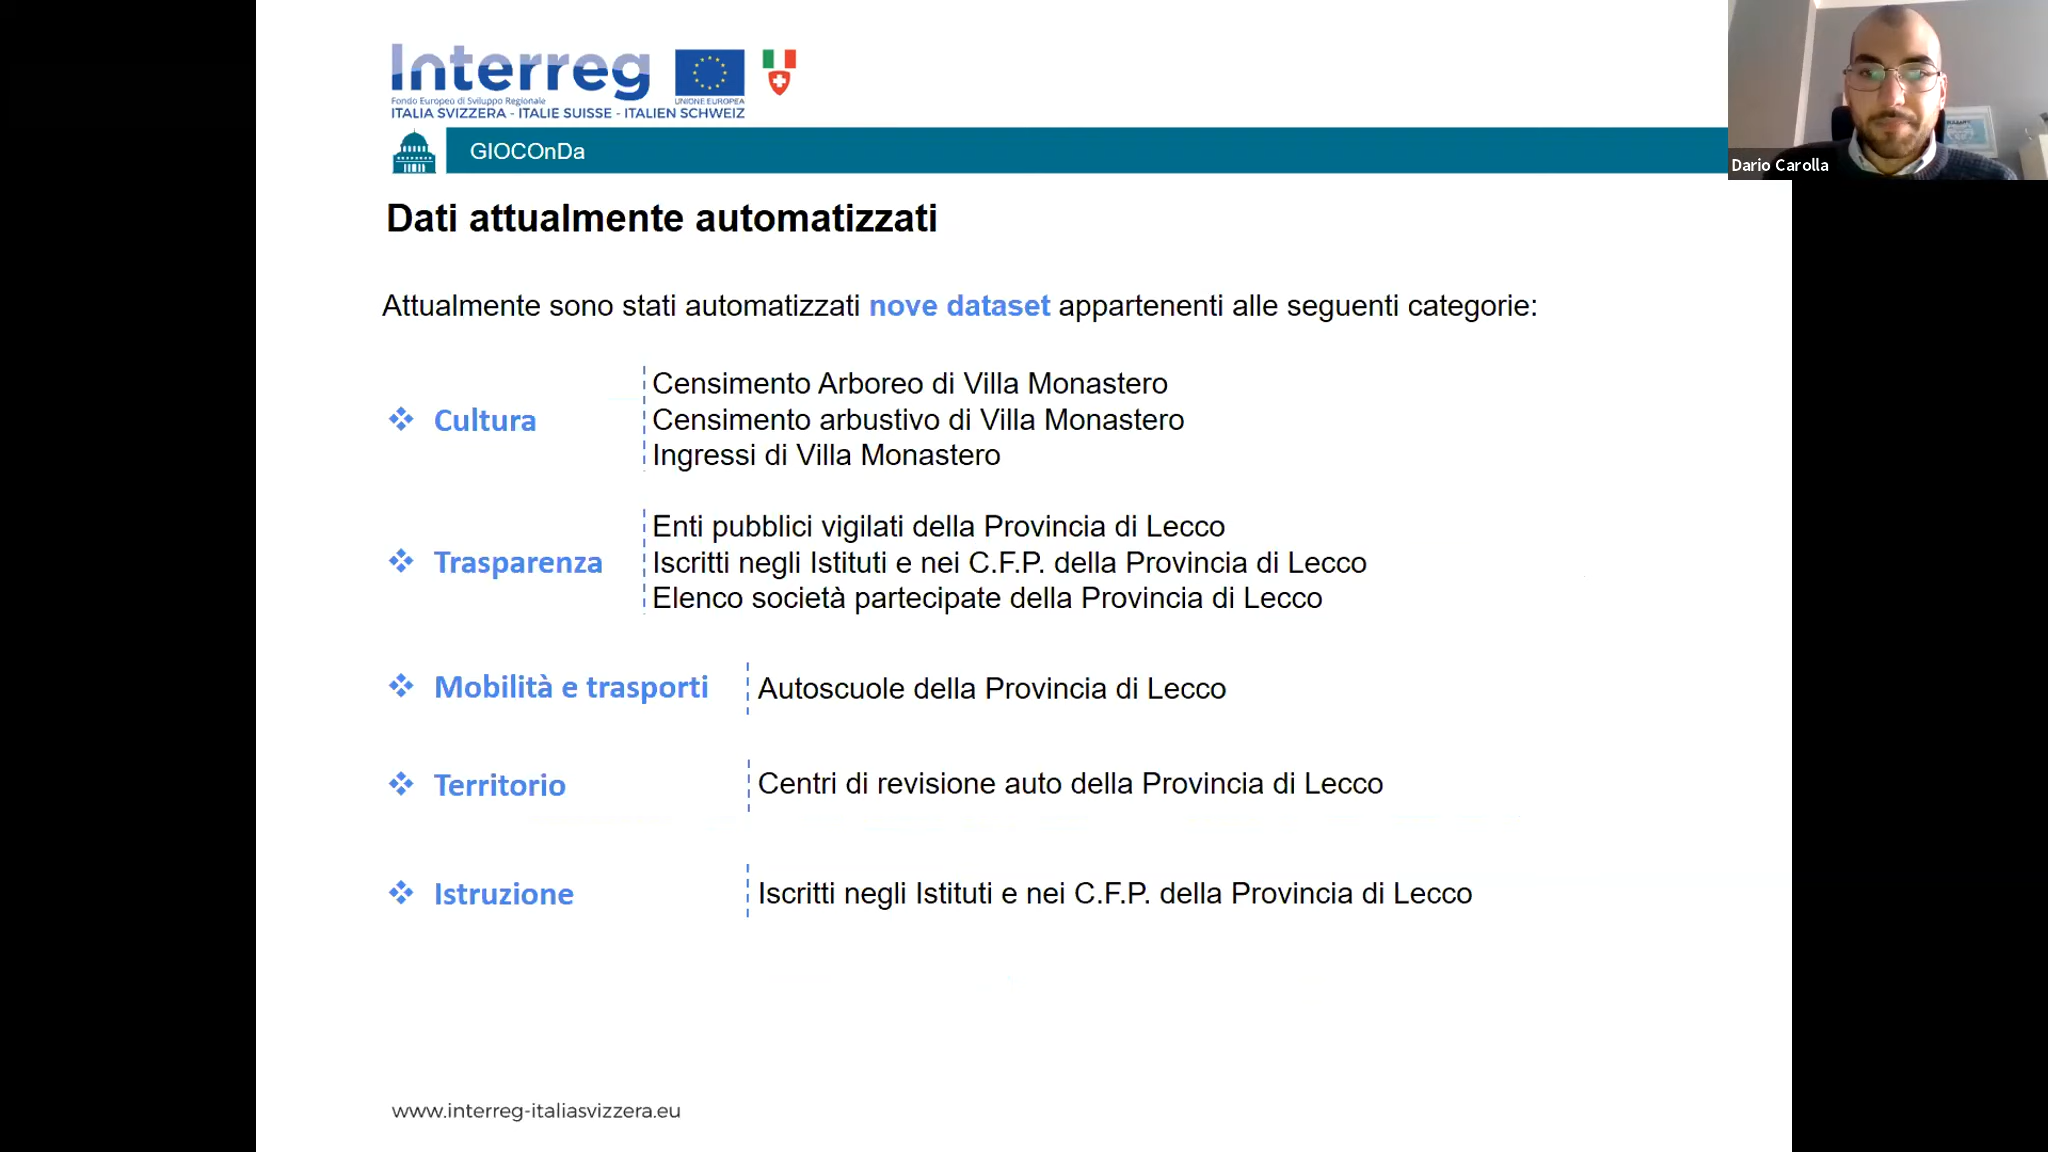 Interreg
Fondo Europeo di Sviluppo Regionale
UNIONE EUROPEA
ITALIA SVIZZERA - ITALIE SUISSE - ITALIEN SCHWEIZ
GIOCOnDa
Dario Carolla
Dati attualmente automatizzati
Attualmente sono stati automatizzati nove dataset appartenenti alle seguenti categorie:
Cultura
Censimento Arboreo di Villa Monastero
Censimento arbustivo di Villa Monastero
Ingressi di Villa Monastero
Trasparenza
Enti pubblici vigilati della Provincia di Lecco
Iscritti negli Istituti e nei C.F.P. della Provincia di Lecco
Elenco società partecipate della Provincia di Lecco
Mobilità e trasporti
Autoscuole della Provincia di Lecco
Territorio
Centri di revisione auto della Provincia di Lecco
Istruzione
Iscritti negli Istituti e nei C.F.P. della Provincia di Lecco
www.interreg-italiasvizzera.eu